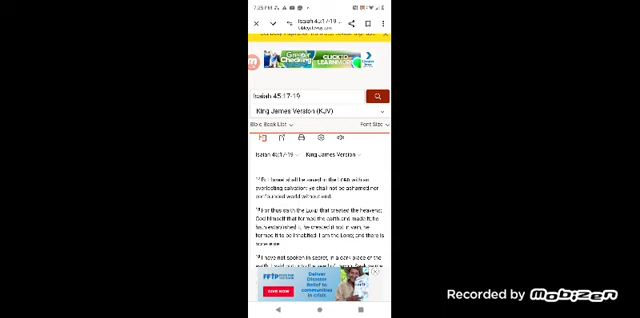 7:25 PM
Isaiah 45:17-19
Checking
CLICK TO
LEARN MORE
Isaiah 45:17-19
King James Version (KJV)
Bible Book List
Font Size
Isaiah 45:17-19
King James Version
17 But Israel shall be saved in the LORD with an
everlasting salvation: ye shall not be ashamed nor
confounded world without end.
18 For thus saith the LORD that created the heavens;
God himself that formed the earth and made it; he
hath established it, he created it not in vain, he
formed it to be inhabited: I am the LORD; and there is
none else.
19 I have not spoken in secret, in a dark place of the
Deliver
Disaster
Relief to
communities
in crisis
GIVE NOW
Recorded by mobizen